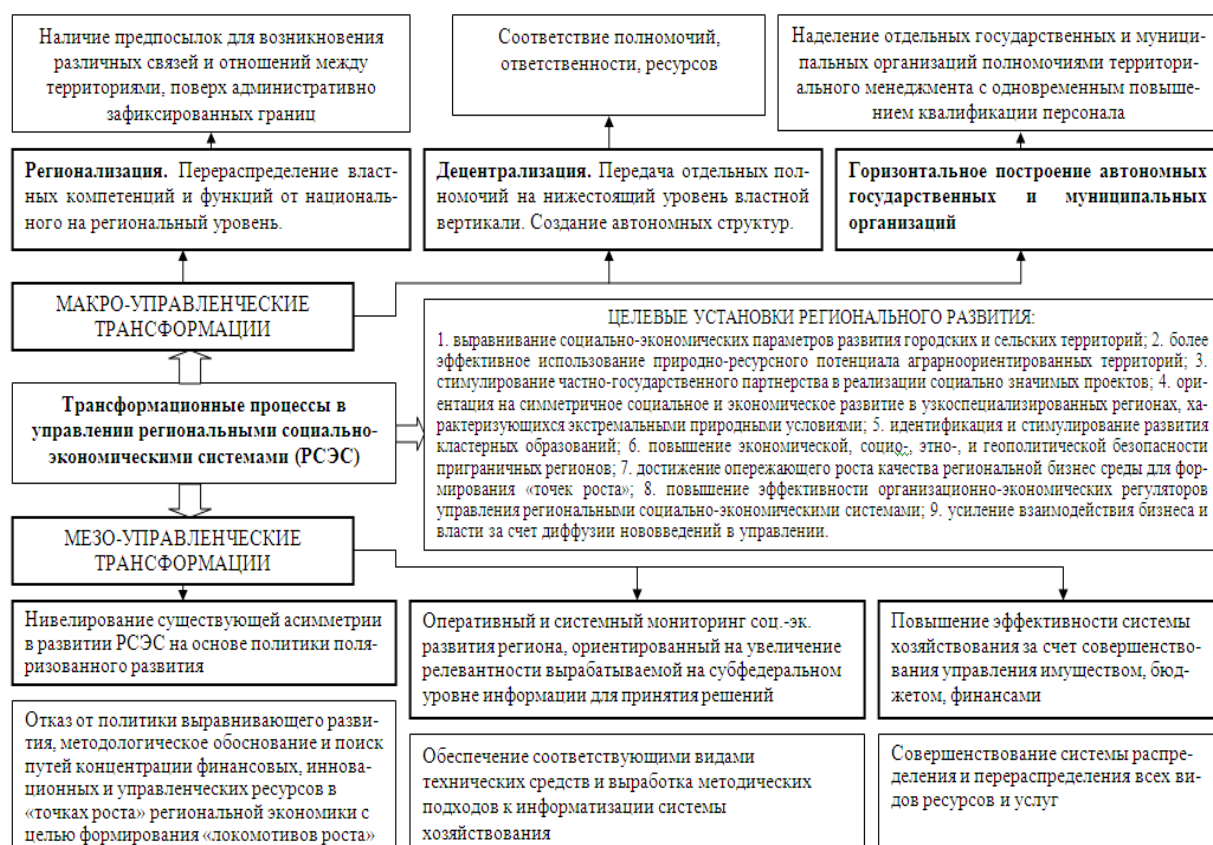 Наличие предпосылок для возникновения
различных связей и отношений между
территориями, поверх административно
зафиксированных границ
Соответствие полномочий,
ответственности, ресурсов
Наделение отдельных государственных и муници-
пальных организаций полномочиями территори-
ального менеджмента с одновременным повыше-
нием квалификации персонала
Регионализация. Перераспределение власт-
ных компетенций и функций от националь-
ного на региональный уровень.
Децентрализация. Передача отдельных пол-
номочий на нижестоящий уровень властной
вертикали. Создание автономных структур.
Горизонтальное построение автономных
государственных и муниципальных
организаций
МАКРО-УПРАВЛЕНЧЕСКИЕ
ТРАНСФОРМАЦИИ
ЦЕЛЕВЫЕ УСТАНОВКИ РЕГИОНАЛЬНОГО РАЗВИТИЯ:
1. выравнивание социально-экономических параметров развития городских и сельских территорий; 2. более
эффективное использование природно-ресурсного потенциала аграрноориентированных территорий; 3.
стимулирование частно-государственного партнерства в реализации социально значимых проектов; 4. ори-
ентация на симметричное социальное и экономическое развитие в узкоспециализированных регионах, ха-
рактеризующихся экстремальными природными условиями; 5. идентификация и стимулирование развития
кластерных образований; 6. повышение экономической, социо-, этно-, и геополитической безопасности
приграничных регионов; 7. достижение опережающего роста качества региональной бизнес среды для фор-
мирования «точек роста»; 8. повышение эффективности организационно-экономических регуляторов
управления региональными социально-экономическими системами; 9. усиление взаимодействия бизнеса и
власти за счет диффузии нововведений в управлении.
Трансформационные процессы в
управлении региональными социально-
экономическими системами (РСЭС)
МЕЗО-УПРАВЛЕНЧЕСКИЕ
ТРАНСФОРМАЦИИ
Нивелирование существующей асимметрии
в развитии РСЭС на основе политики поля-
ризованного развития
Оперативный и системный мониторинг соц.-эк.
развития региона, ориентированный на увеличение
релевантности вырабатываемой на субфедеральном
уровне информации для принятия решений
Повышение эффективности системы
хозяйствования за счет совершенство-
вания управления имуществом, бюд-
жетом, финансами
Отказ от политики выравнивающего разви-
тия, методологическое обоснование и поиск
путей концентрации финансовых, иннова-
ционных и управленческих ресурсов в
«точках роста» региональной экономики с
целью формирования «локомотивов роста»
Обеспечение соответствующими видами
технических средств и выработка методических
подходов к информатизации системы
хозяйствования
Совершенствование системы распре-
деления и перераспределения всех ви-
дов ресурсов и услуг